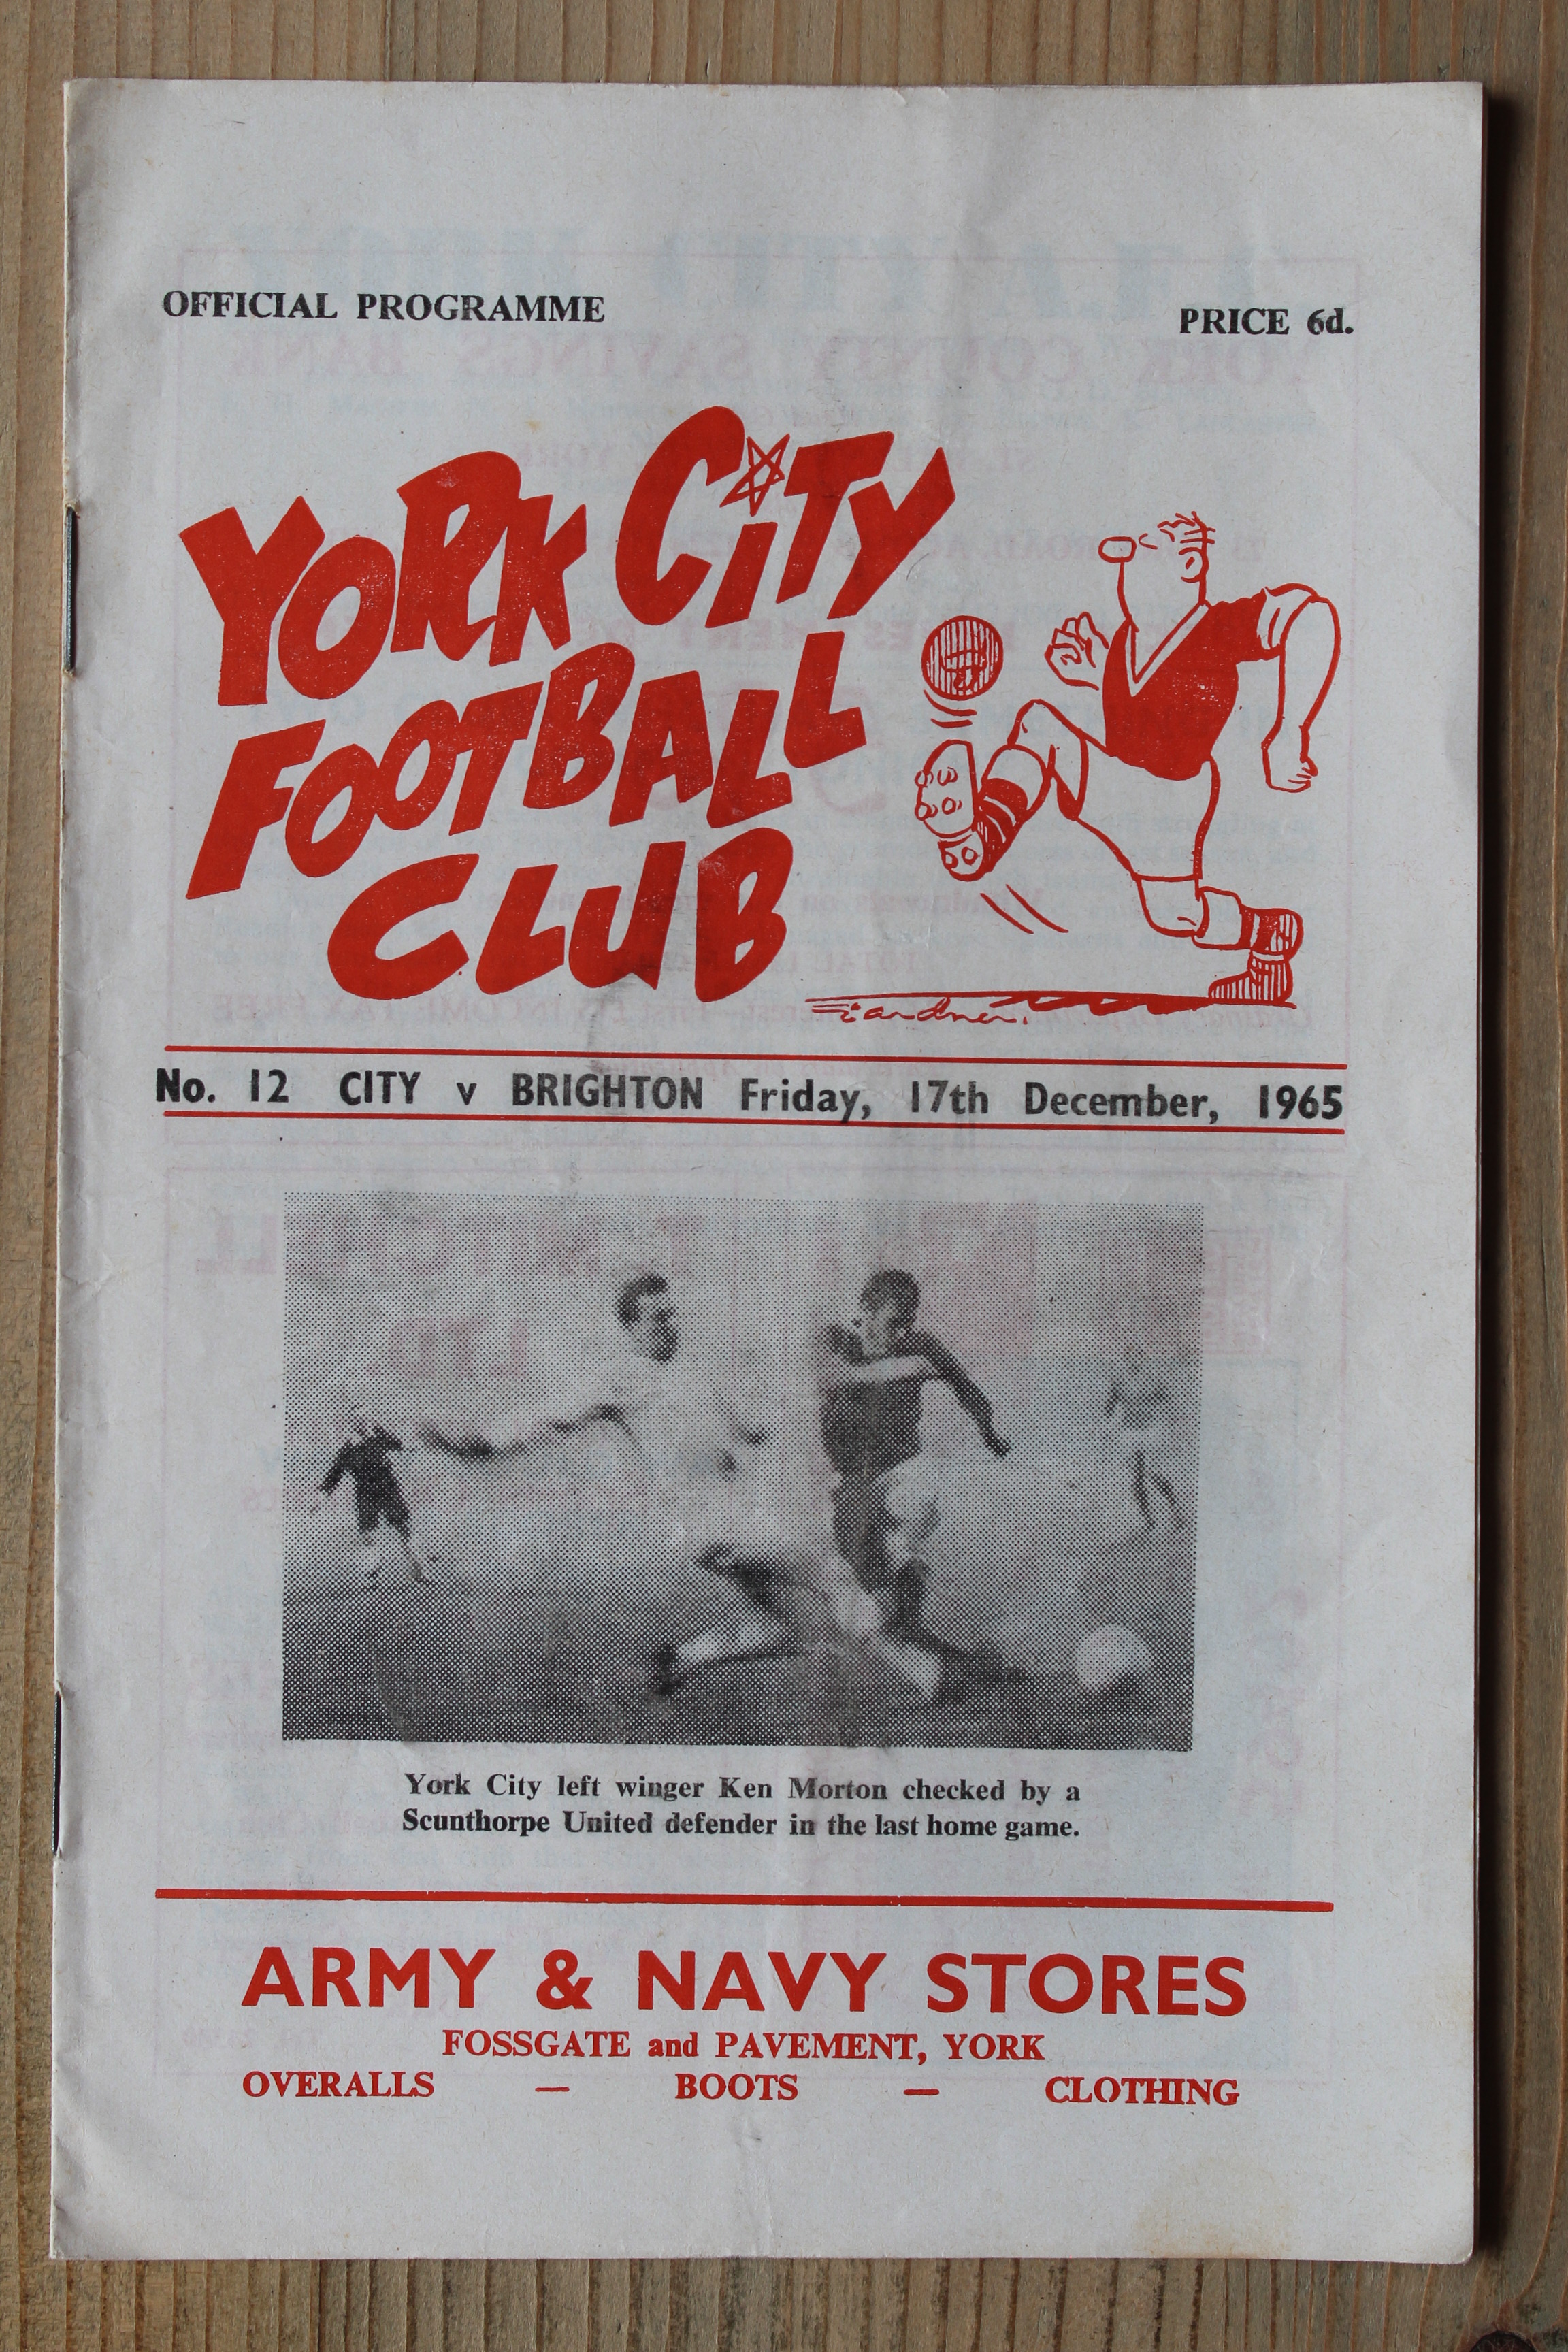 OFFICIAL PROGRAMME
PRICE 6d.
YORK CiTY
FOOTBALL
CLUB
Gardner.
No. 12 CITY v BRIGHTON Friday, 17th December, 1965
York City left winger Ken Morton checked by a
Scunthorpe United defender in the last home game.
ARMY & NAVY STORES
FOSSGATE and PAVEMENT, YORK
OVERALLS — BOOTS — CLOTHING